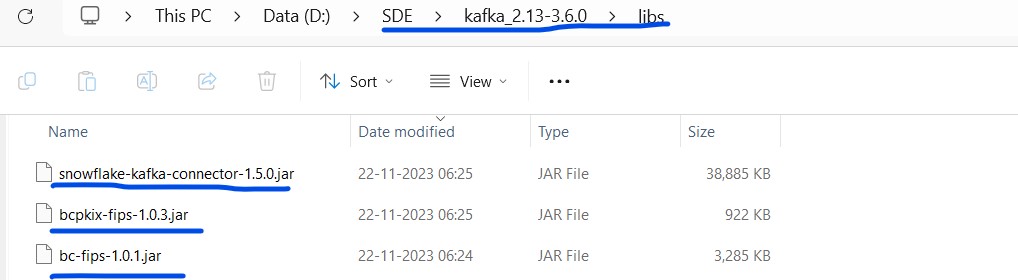 This PC > Data (D:) > SDE > kafka_2.13-3.6.0 > libs
Sort View
Name Date modified Type Size
snowflake-kafka-connector-1.5.0.jar 22-11-2023 06:25 JAR File 38,885 KB
bcpkix-fips-1.0.3.jar 22-11-2023 06:25 JAR File 922 KB
bc-fips-1.0.1.jar 22-11-2023 06:24 JAR File 3,285 KB